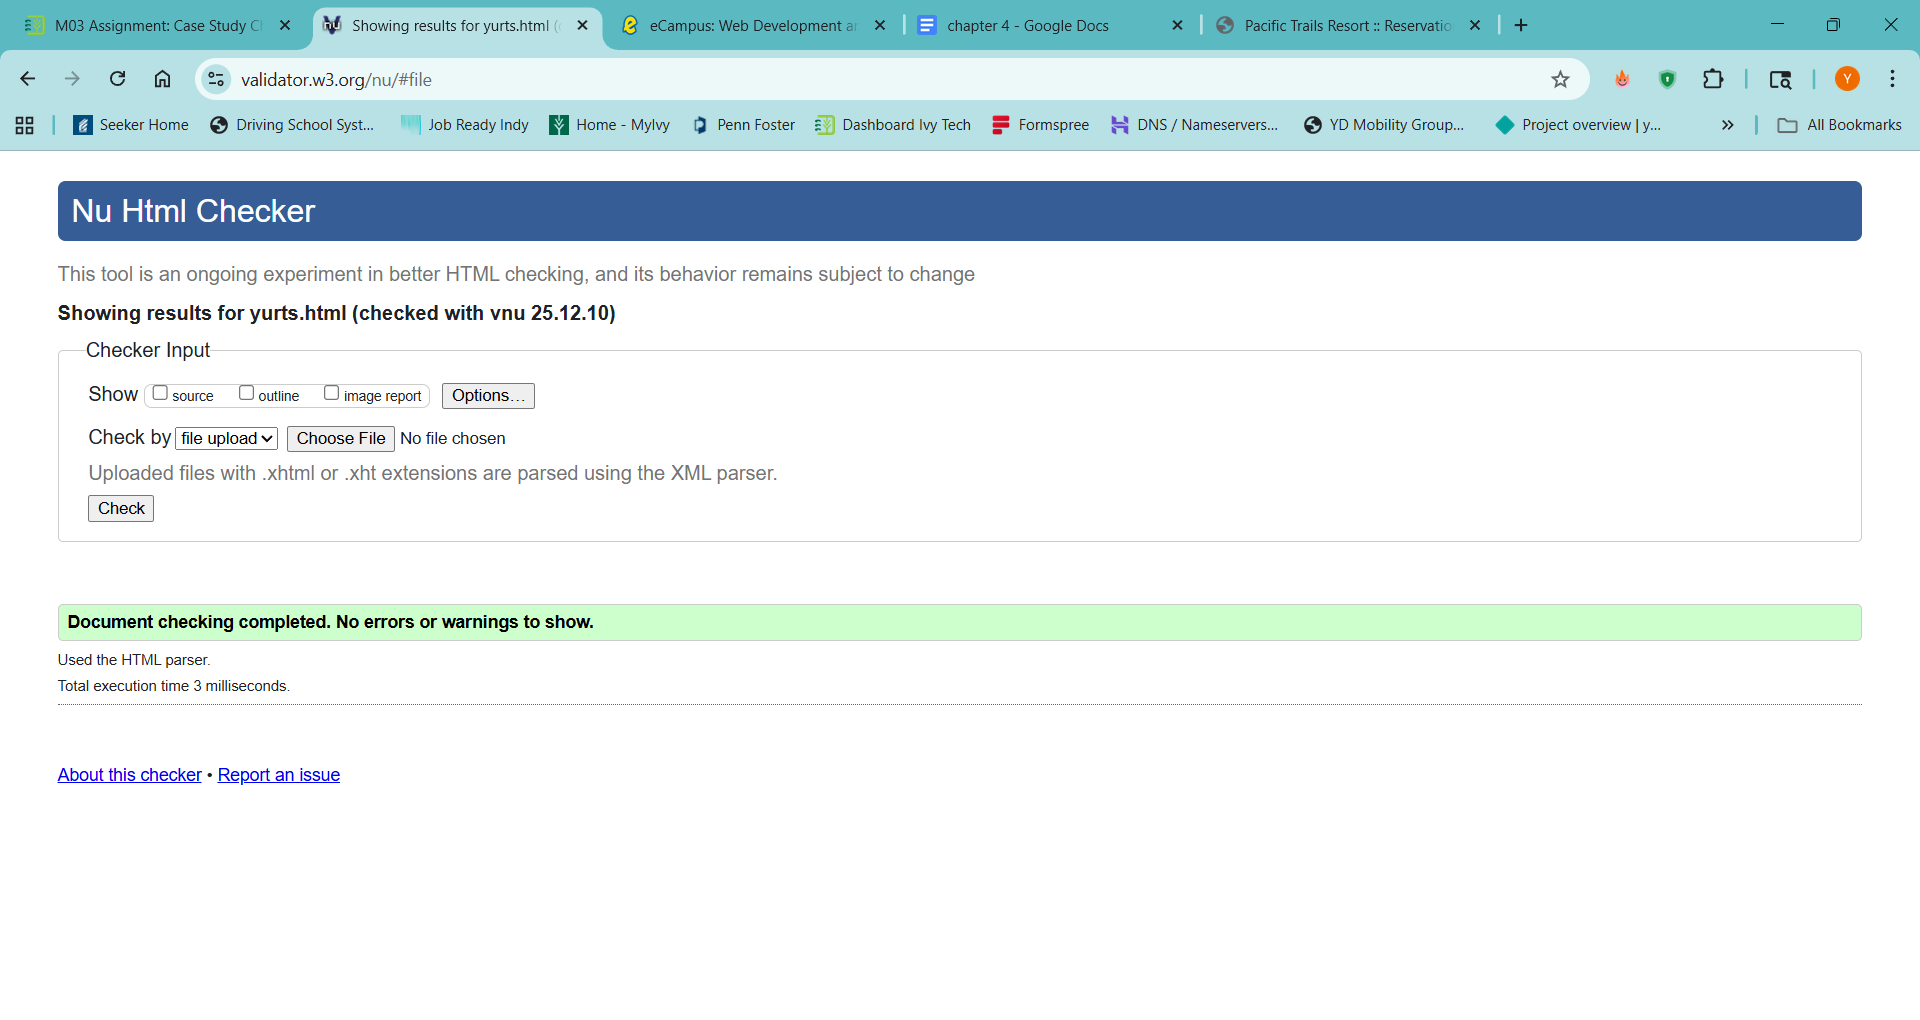 M03 Assignment: Case Study Ch
Showing results for yurts.html (c
eCampus: Web Development an
chapter 4 - Google Docs
Pacific Trails Resort :: Reservatio
validator.w3.org/nu/#file
Y
Seeker Home
Driving School Syst...
Job Ready Indy
Home - MyIvy
Penn Foster
Dashboard Ivy Tech
Formspree
DNS / Nameservers...
YD Mobility Group...
Project overview | y...
All Bookmarks
Nu Html Checker
This tool is an ongoing experiment in better HTML checking, and its behavior remains subject to change
Showing results for yurts.html (checked with vnu 25.12.10)
Checker Input
Show source outline image report Options...
Check by file upload Choose File No file chosen
Uploaded files with .xhtml or .xht extensions are parsed using the XML parser.
Check
Document checking completed. No errors or warnings to show.
Used the HTML parser.
Total execution time 3 milliseconds.
About this checker • Report an issue